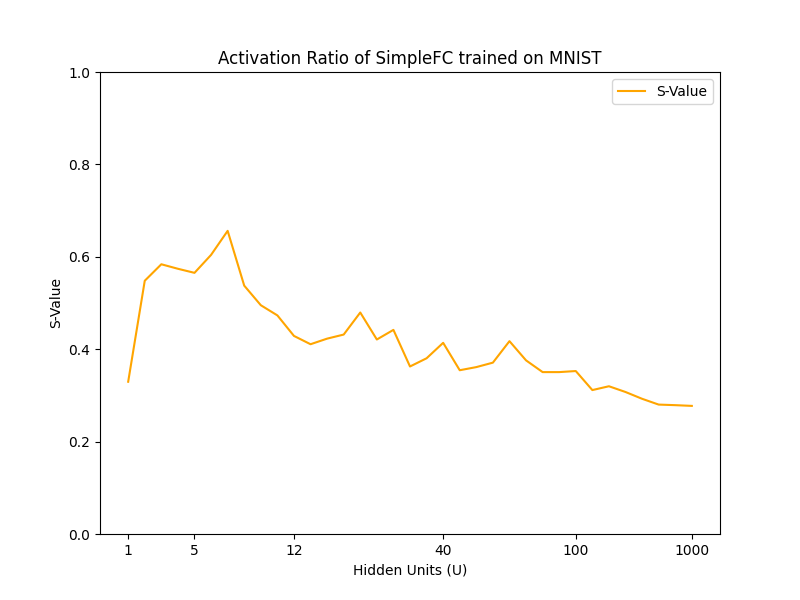 Activation Ratio of SimpleFC trained on MNIST
S-Value
1.0
0.8
0.6
0.4
0.2
0.0
S-Value
1 5 12 40 100 1000
Hidden Units (U)